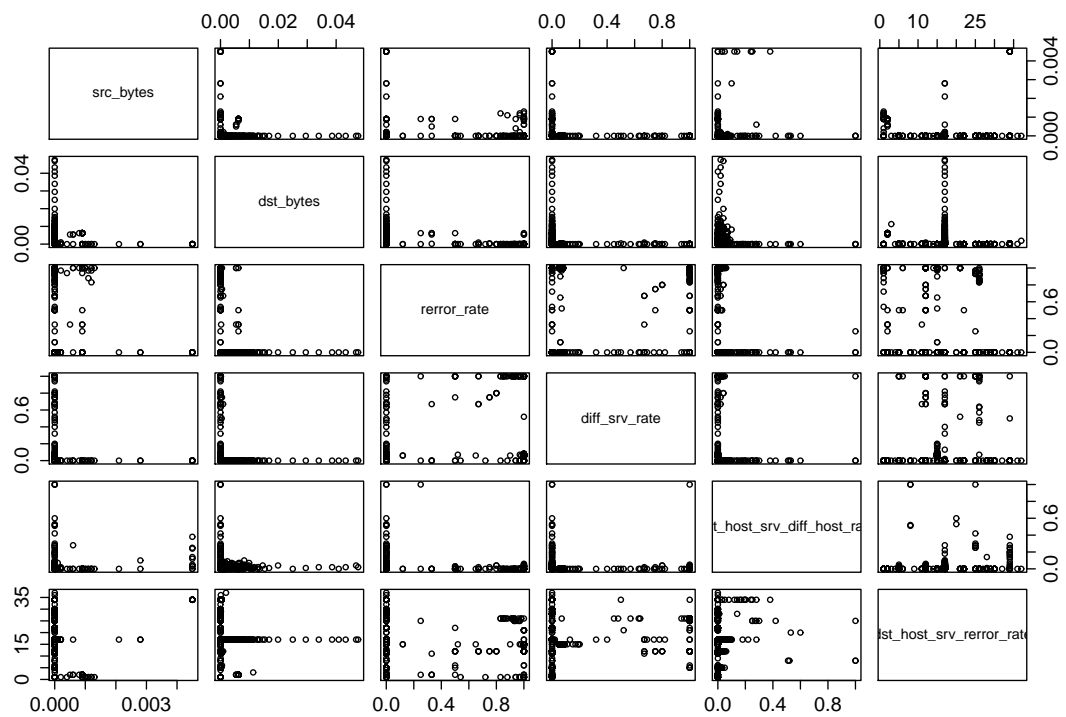 0.00 0.02 0.04 0.0 0.4 0.8 0 10 25
src_bytes
0.000 0.004
0.00 0.04
dst_bytes
rerror_rate
0.0 0.6
0.0 0.6
diff_srv_rate
t_host_srv_diff_host_ra
0.0 0.6
0 15 35
dst_host_srv_rerror_rate
0.000 0.003 0.0 0.4 0.8 0.0 0.4 0.8